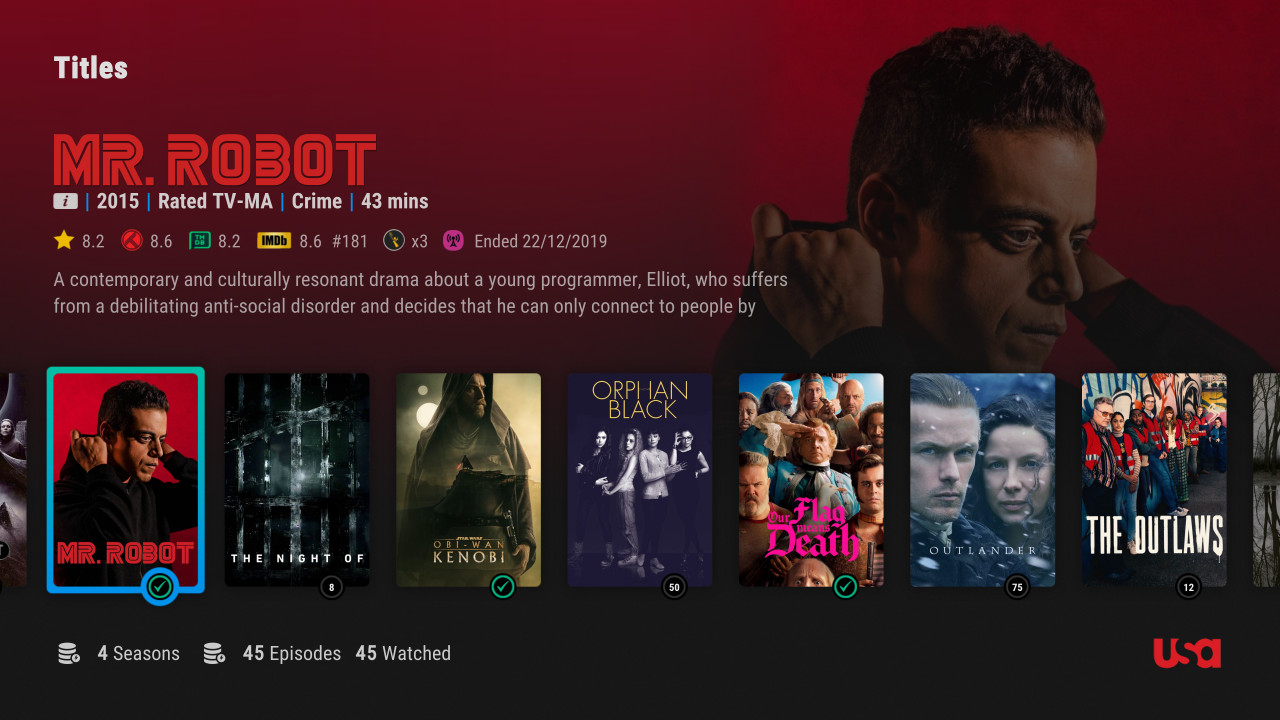 Titles
MR. ROBOT
i | 2015 | Rated TV-MA | Crime | 43 mins
8.2 8.6 TMDB 8.2 IMDb 8.6 #181 x3 Ended 22/12/2019
A contemporary and culturally resonant drama about a young programmer, Elliot, who suffers
from a debilitating anti-social disorder and decides that he can only connect to people by
MR. ROBOT
THE NIGHT OF
8
STAR WARS
OBI-WAN
KENOBI
ORPHAN
BLACK
50
Our Flag
means
Death
OUTLANDER
75
THE OUTLAWS
12
4 Seasons 45 Episodes 45 Watched
usa